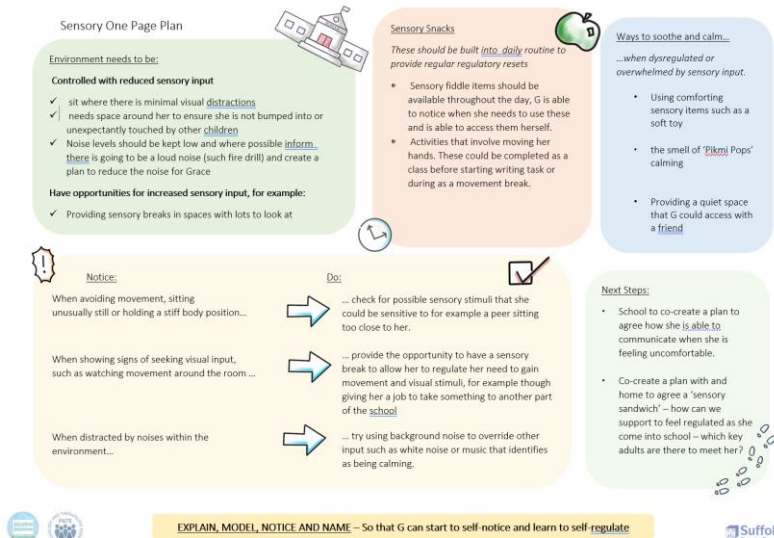 Sensory One Page Plan
Environment needs to be:
Controlled with reduced sensory input
✓ sit where there is minimal visual distractions
✓ needs space around her to ensure she is not bumped into or
unexpectantly touched by other children
✓ Noise levels should be kept low and where possible inform
there is going to be a loud noise (such fire drill) and create a
plan to reduce the noise for Grace
Have opportunities for increased sensory input, for example:
✓ Providing sensory breaks in spaces with lots to look at
Sensory Snacks
These should be built into daily routine to
provide regular regulatory resets
• Sensory fiddle items should be
available throughout the day, G is able
to notice when she needs to use these
and is able to access them herself.
• Activities that involve moving her
hands. These could be completed as a
class before starting writing task or
during as a movement break.
Ways to soothe and calm...
...when dysregulated or
overwhelmed by sensory input.
• Using comforting
sensory items such as a
soft toy
• the smell of 'Pikmi Pops'
calming
• Providing a quiet space
that G could access with
a friend
Notice:
Do:
When avoiding movement, sitting
unusually still or holding a stiff body position...
... check for possible sensory stimuli that she
could be sensitive to for example a peer sitting
too close to her.
When showing signs of seeking visual input,
such as watching movement around the room ...
... provide the opportunity to have a sensory
break to allow her to regulate her need to gain
movement and visual stimuli, for example though
giving her a job to take something to another part
of the school
When distracted by noises within the
environment...
... try using background noise to override other
input such as white noise or music that identifies
as being calming.
Next Steps:
• School to co-create a plan to
agree how she is able to
communicate when she is
feeling uncomfortable.
• Co-create a plan with and
home to agree a 'sensory
sandwich' – how can we
support to feel regulated as she
come into school – which key
adults are there to meet her?
EXPLAIN, MODEL, NOTICE AND NAME – So that G can start to self-notice and learn to self-regulate